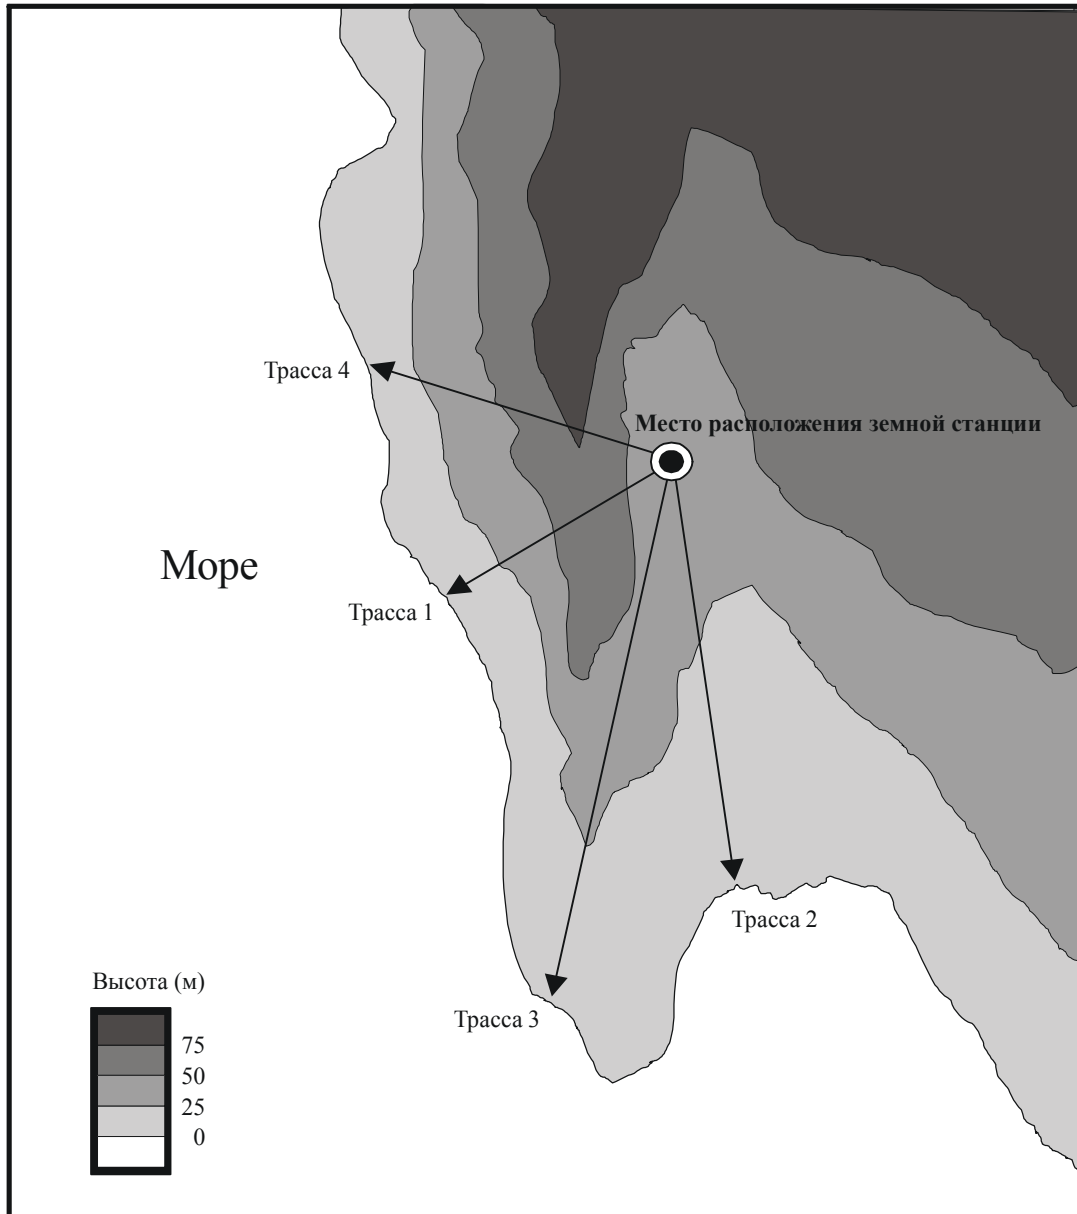 Трасса 4
Место расположения земной станции
Море
Трасса 1
Трасса 2
Высота (м)
Трасса 3
75
50
25
0